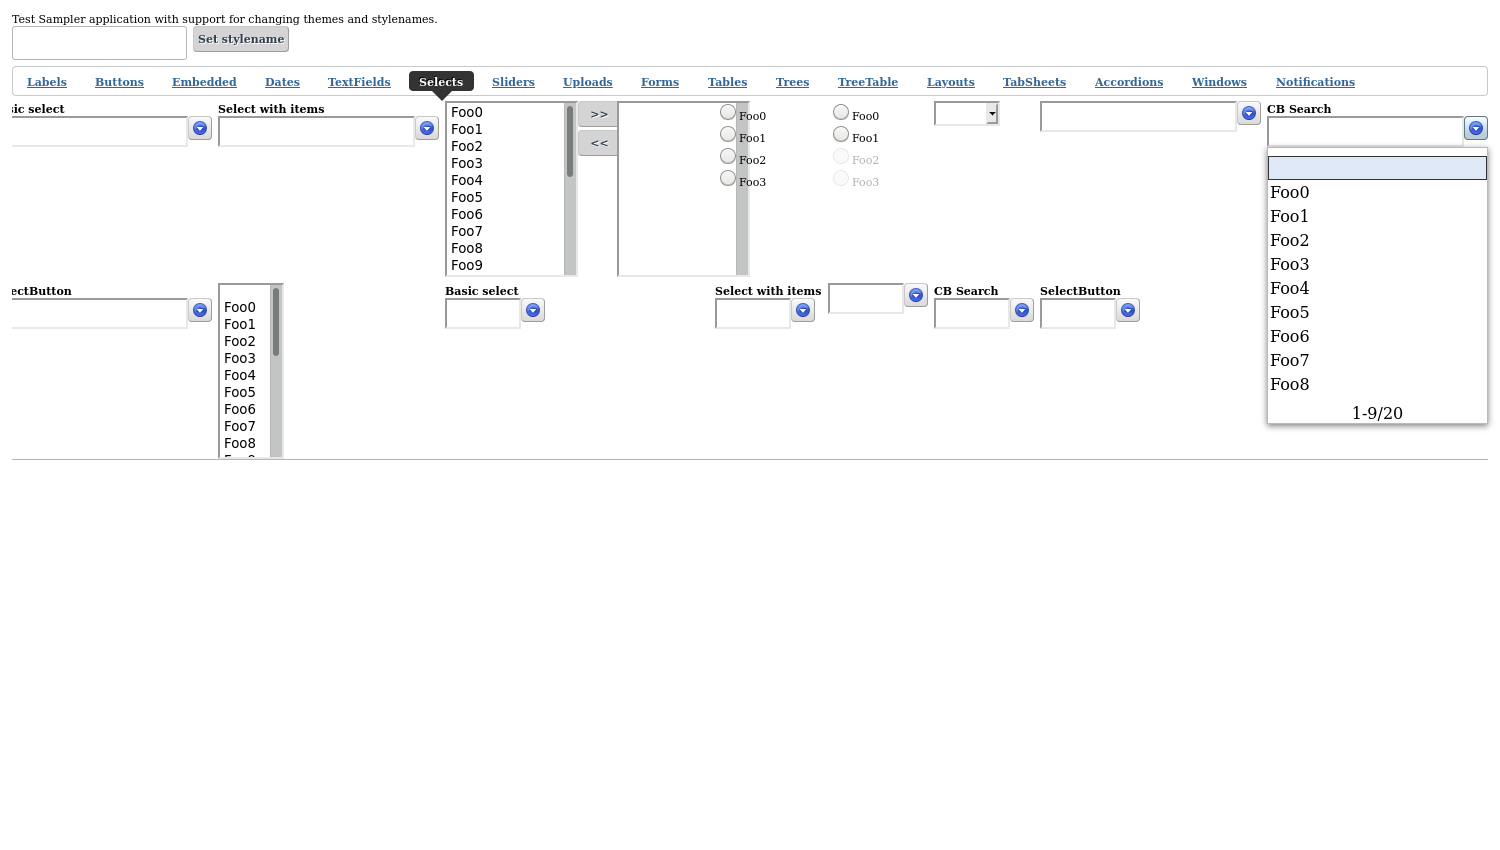 Test Sampler application with support for changing themes and stylenames.
Set stylename
Labels Buttons Embedded Dates TextFields Selects Sliders Uploads Forms Tables Trees TreeTable Layouts TabSheets Accordions Windows Notifications
sic select
Select with items
Foo0
Foo1
Foo2
Foo3
Foo4
Foo5
Foo6
Foo7
Foo8
Foo9
>>
<<
Foo0
Foo1
Foo2
Foo3
Foo0
Foo1
Foo2
Foo3
CB Search
Foo0
Foo1
Foo2
Foo3
Foo4
Foo5
Foo6
Foo7
Foo8
1-9/20
ectButton
Foo0
Foo1
Foo2
Foo3
Foo4
Foo5
Foo6
Foo7
Foo8
Basic select
Select with items
CB Search
SelectButton